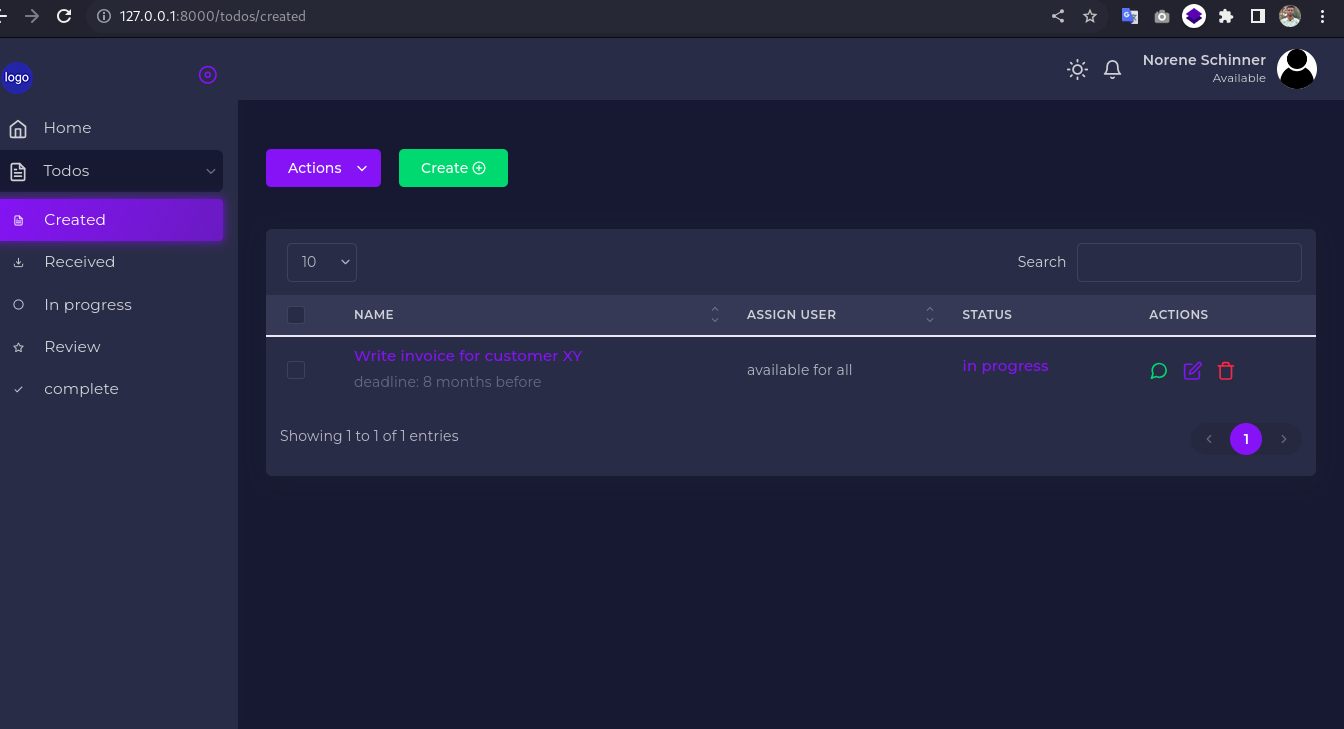 127.0.0.1:8000/todos/created
logo
Norene Schinner
Available
Home
Todos
Created
Received
In progress
Review
complete
Actions
Create
10
Search
NAME ASSIGN USER STATUS ACTIONS
Write invoice for customer XY
deadline: 8 months before
available for all
in progress
Showing 1 to 1 of 1 entries
1